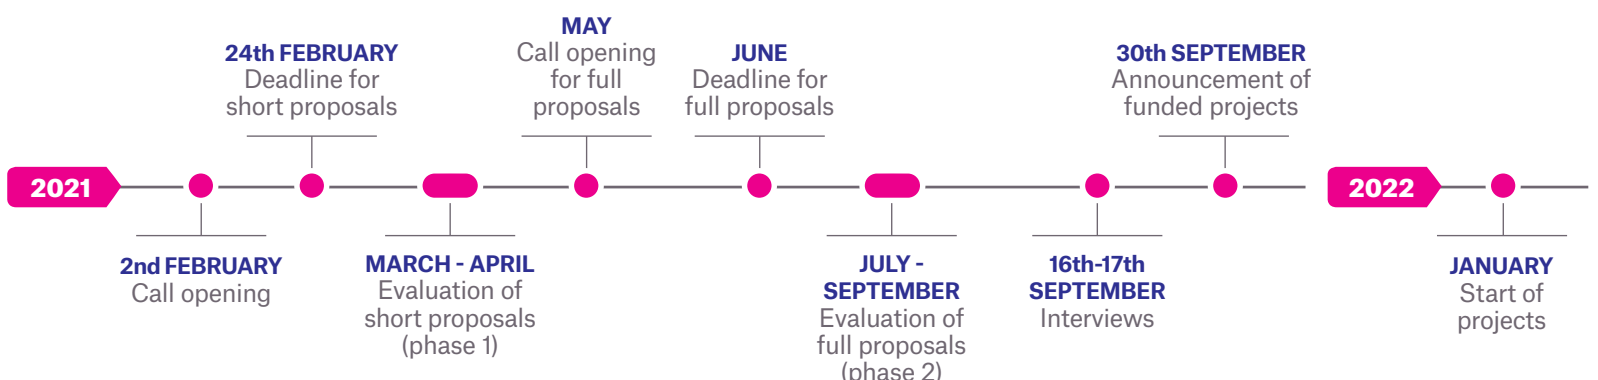 2021
2nd FEBRUARY
Call opening
24th FEBRUARY
Deadline for
short proposals
MARCH - APRIL
Evaluation of
short proposals
(phase 1)
MAY
Call opening
for full
proposals
JUNE
Deadline for
full proposals
JULY -
SEPTEMBER
Evaluation of
full proposals
(phase 2)
16th-17th
SEPTEMBER
Interviews
30th SEPTEMBER
Announcement of
funded projects
2022
JANUARY
Start of
projects